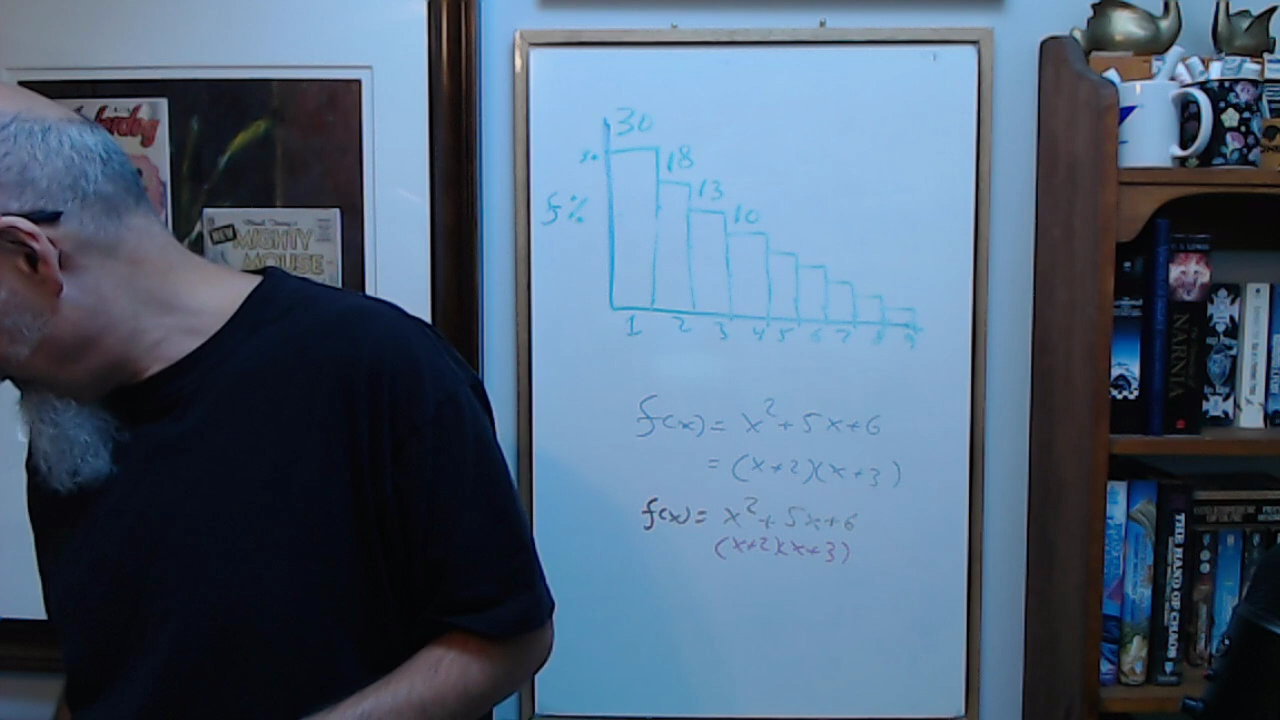 30
18
13
10
f%
1 2 3 4 5 6 7 8 9
f(x) = x²+5x+6
= (x+2)(x+3)
f(x) = x²+5x+6
(x+2)(x+3)
NEW
MIGHTY
MOUSE
NARNIA
THE HAND OF CHAOS